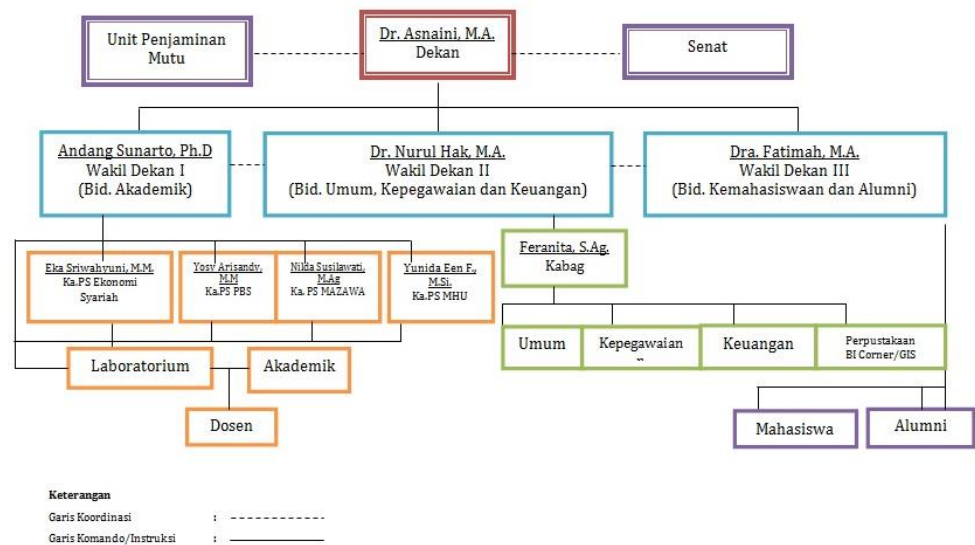 Unit Penjaminan
Mutu
Dr. Asnaini, M.A.
Dekan
Senat
Andang Sunarto, Ph.D
Wakil Dekan I
(Bid. Akademik)
Dr. Nurul Hak, M.A.
Wakil Dekan II
(Bid. Umum, Kepegawaian dan Keuangan)
Dra. Fatimah, M.A.
Wakil Dekan III
(Bid. Kemahasiswaan dan Alumni)
Feranita, S.Ag.
Kabag
Eka Sriwahyuni, M.M.
Ka.PS Ekonomi
Syariah
Yosy Arisandy,
M.M
Ka.PS PBS
Nilda Susilawati,
M.Ag
Ka. PS MAZAWA
Yunida Een F.,
M.Si.
Ka.PS MHU
Umum
Kepegawaian
Keuangan
Perpustakaan
BI Corner/GIS
Laboratorium
Akademik
Dosen
Mahasiswa
Alumni
Keterangan
Garis Koordinasi :
Garis Komando/Instruksi :